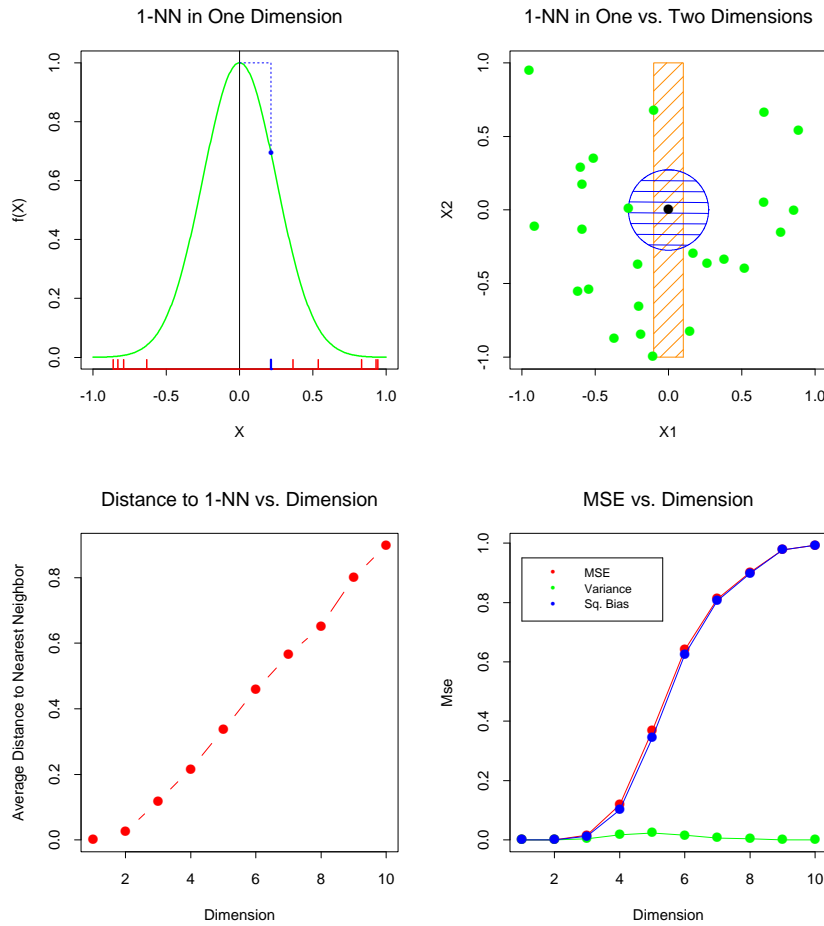 1-NN in One Dimension
f(X)
1.0
0.8
0.6
0.4
0.2
0.0
-1.0 -0.5 0.0 0.5 1.0
X
1-NN in One vs. Two Dimensions
X2
1.0
0.5
0.0
-0.5
-1.0
-1.0 -0.5 0.0 0.5 1.0
X1
Distance to 1-NN vs. Dimension
Average Distance to Nearest Neighbor
0.8
0.6
0.4
0.2
0.0
2 4 6 8 10
Dimension
MSE vs. Dimension
Mse
1.0
0.8
0.6
0.4
0.2
0.0
MSE
Variance
Sq. Bias
2 4 6 8 10
Dimension